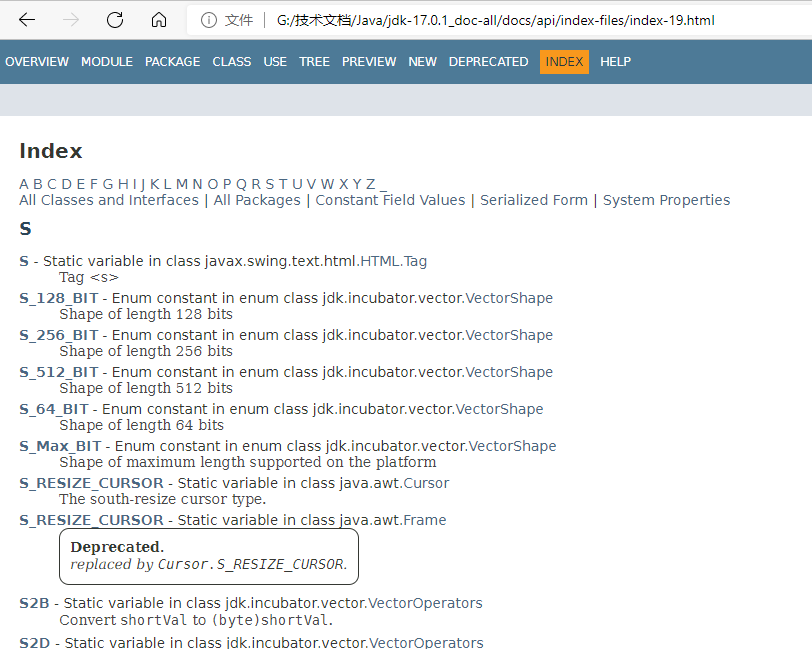 文件 | G:/技术文档/Java/jdk-17.0.1_doc-all/docs/api/index-files/index-19.html
OVERVIEW MODULE PACKAGE CLASS USE TREE PREVIEW NEW DEPRECATED INDEX HELP
Index
A B C D E F G H I J K L M N O P Q R S T U V W X Y Z _
All Classes and Interfaces | All Packages | Constant Field Values | Serialized Form | System Properties
S
S - Static variable in class javax.swing.text.html.HTML.Tag
Tag <s>
S_128_BIT - Enum constant in enum class jdk.incubator.vector.VectorShape
Shape of length 128 bits
S_256_BIT - Enum constant in enum class jdk.incubator.vector.VectorShape
Shape of length 256 bits
S_512_BIT - Enum constant in enum class jdk.incubator.vector.VectorShape
Shape of length 512 bits
S_64_BIT - Enum constant in enum class jdk.incubator.vector.VectorShape
Shape of length 64 bits
S_Max_BIT - Enum constant in enum class jdk.incubator.vector.VectorShape
Shape of maximum length supported on the platform
S_RESIZE_CURSOR - Static variable in class java.awt.Cursor
The south-resize cursor type.
S_RESIZE_CURSOR - Static variable in class java.awt.Frame
Deprecated.
replaced by Cursor.S_RESIZE_CURSOR.
S2B - Static variable in class jdk.incubator.vector.VectorOperators
Convert shortVal to (byte)shortVal.
S2D - Static variable in class jdk.incubator.vector.VectorOperators